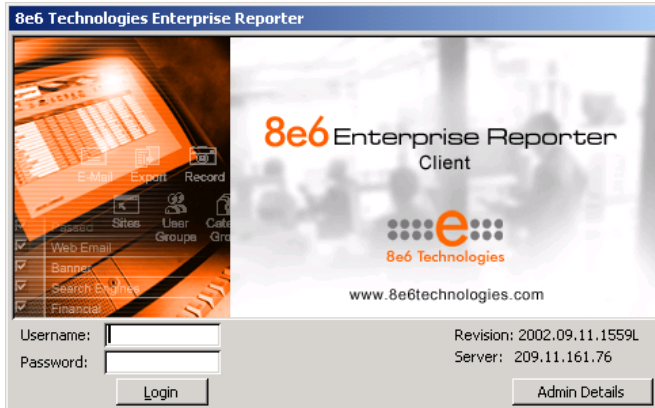 8e6 Technologies Enterprise Reporter
8e6 Enterprise Reporter
Client
E-Mail Export Record
Sites User Groups
Passed
Web Email
Banner
Search Engines
Financial
e
8e6 Technologies
www.8e6technologies.com
Username:
Revision: 2002.09.11.1559L
Password:
Server: 209.11.161.76
Login
Admin Details